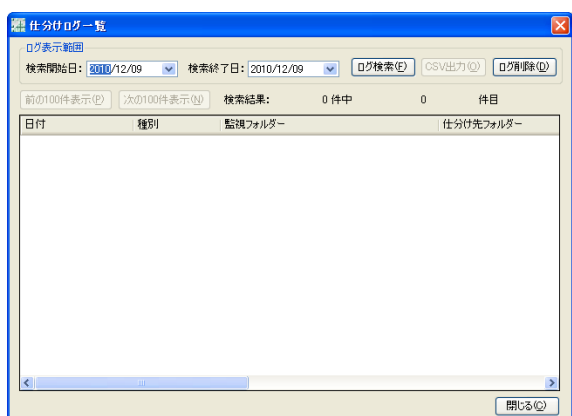 仕分けログ一覧
ログ表示範囲
検索開始日: 2010/12/09 検索終了日: 2010/12/09 ログ検索(F) CSV出力(O) ログ削除(D)
前の100件表示(P) 次の100件表示(N) 検索結果: 0 件中 0 件目
日付 種別 監視フォルダー 仕分け先フォルダー
閉じる(C)